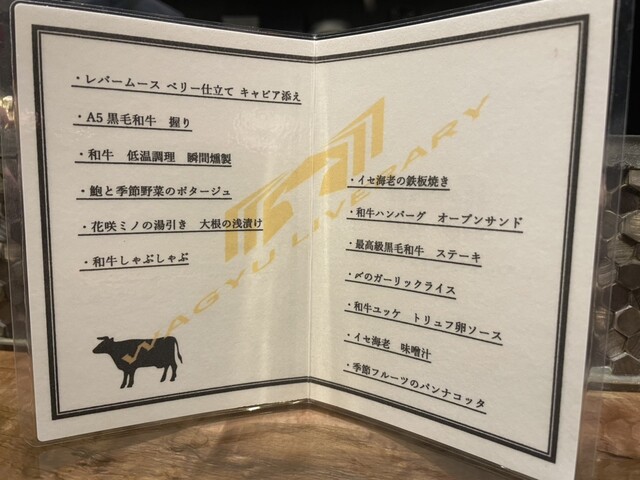 ・レバームース ベリー仕立て キャビア添え
・A5黒毛和牛　握り
・和牛　低温調理　瞬間燻製
・鮑と季節野菜のポタージュ
・花咲ミノの湯引き　大根の浅漬け
・和牛しゃぶしゃぶ
・イセ海老の鉄板焼き
・和牛ハンバーグ　オープンサンド
・最高級黒毛和牛　ステーキ
・〆のガーリックライス
・和牛ユッケ　トリュフ卵ソース
・イセ海老　味噌汁
・季節フルーツのパンナコッタ
WAGYU LIVERARY